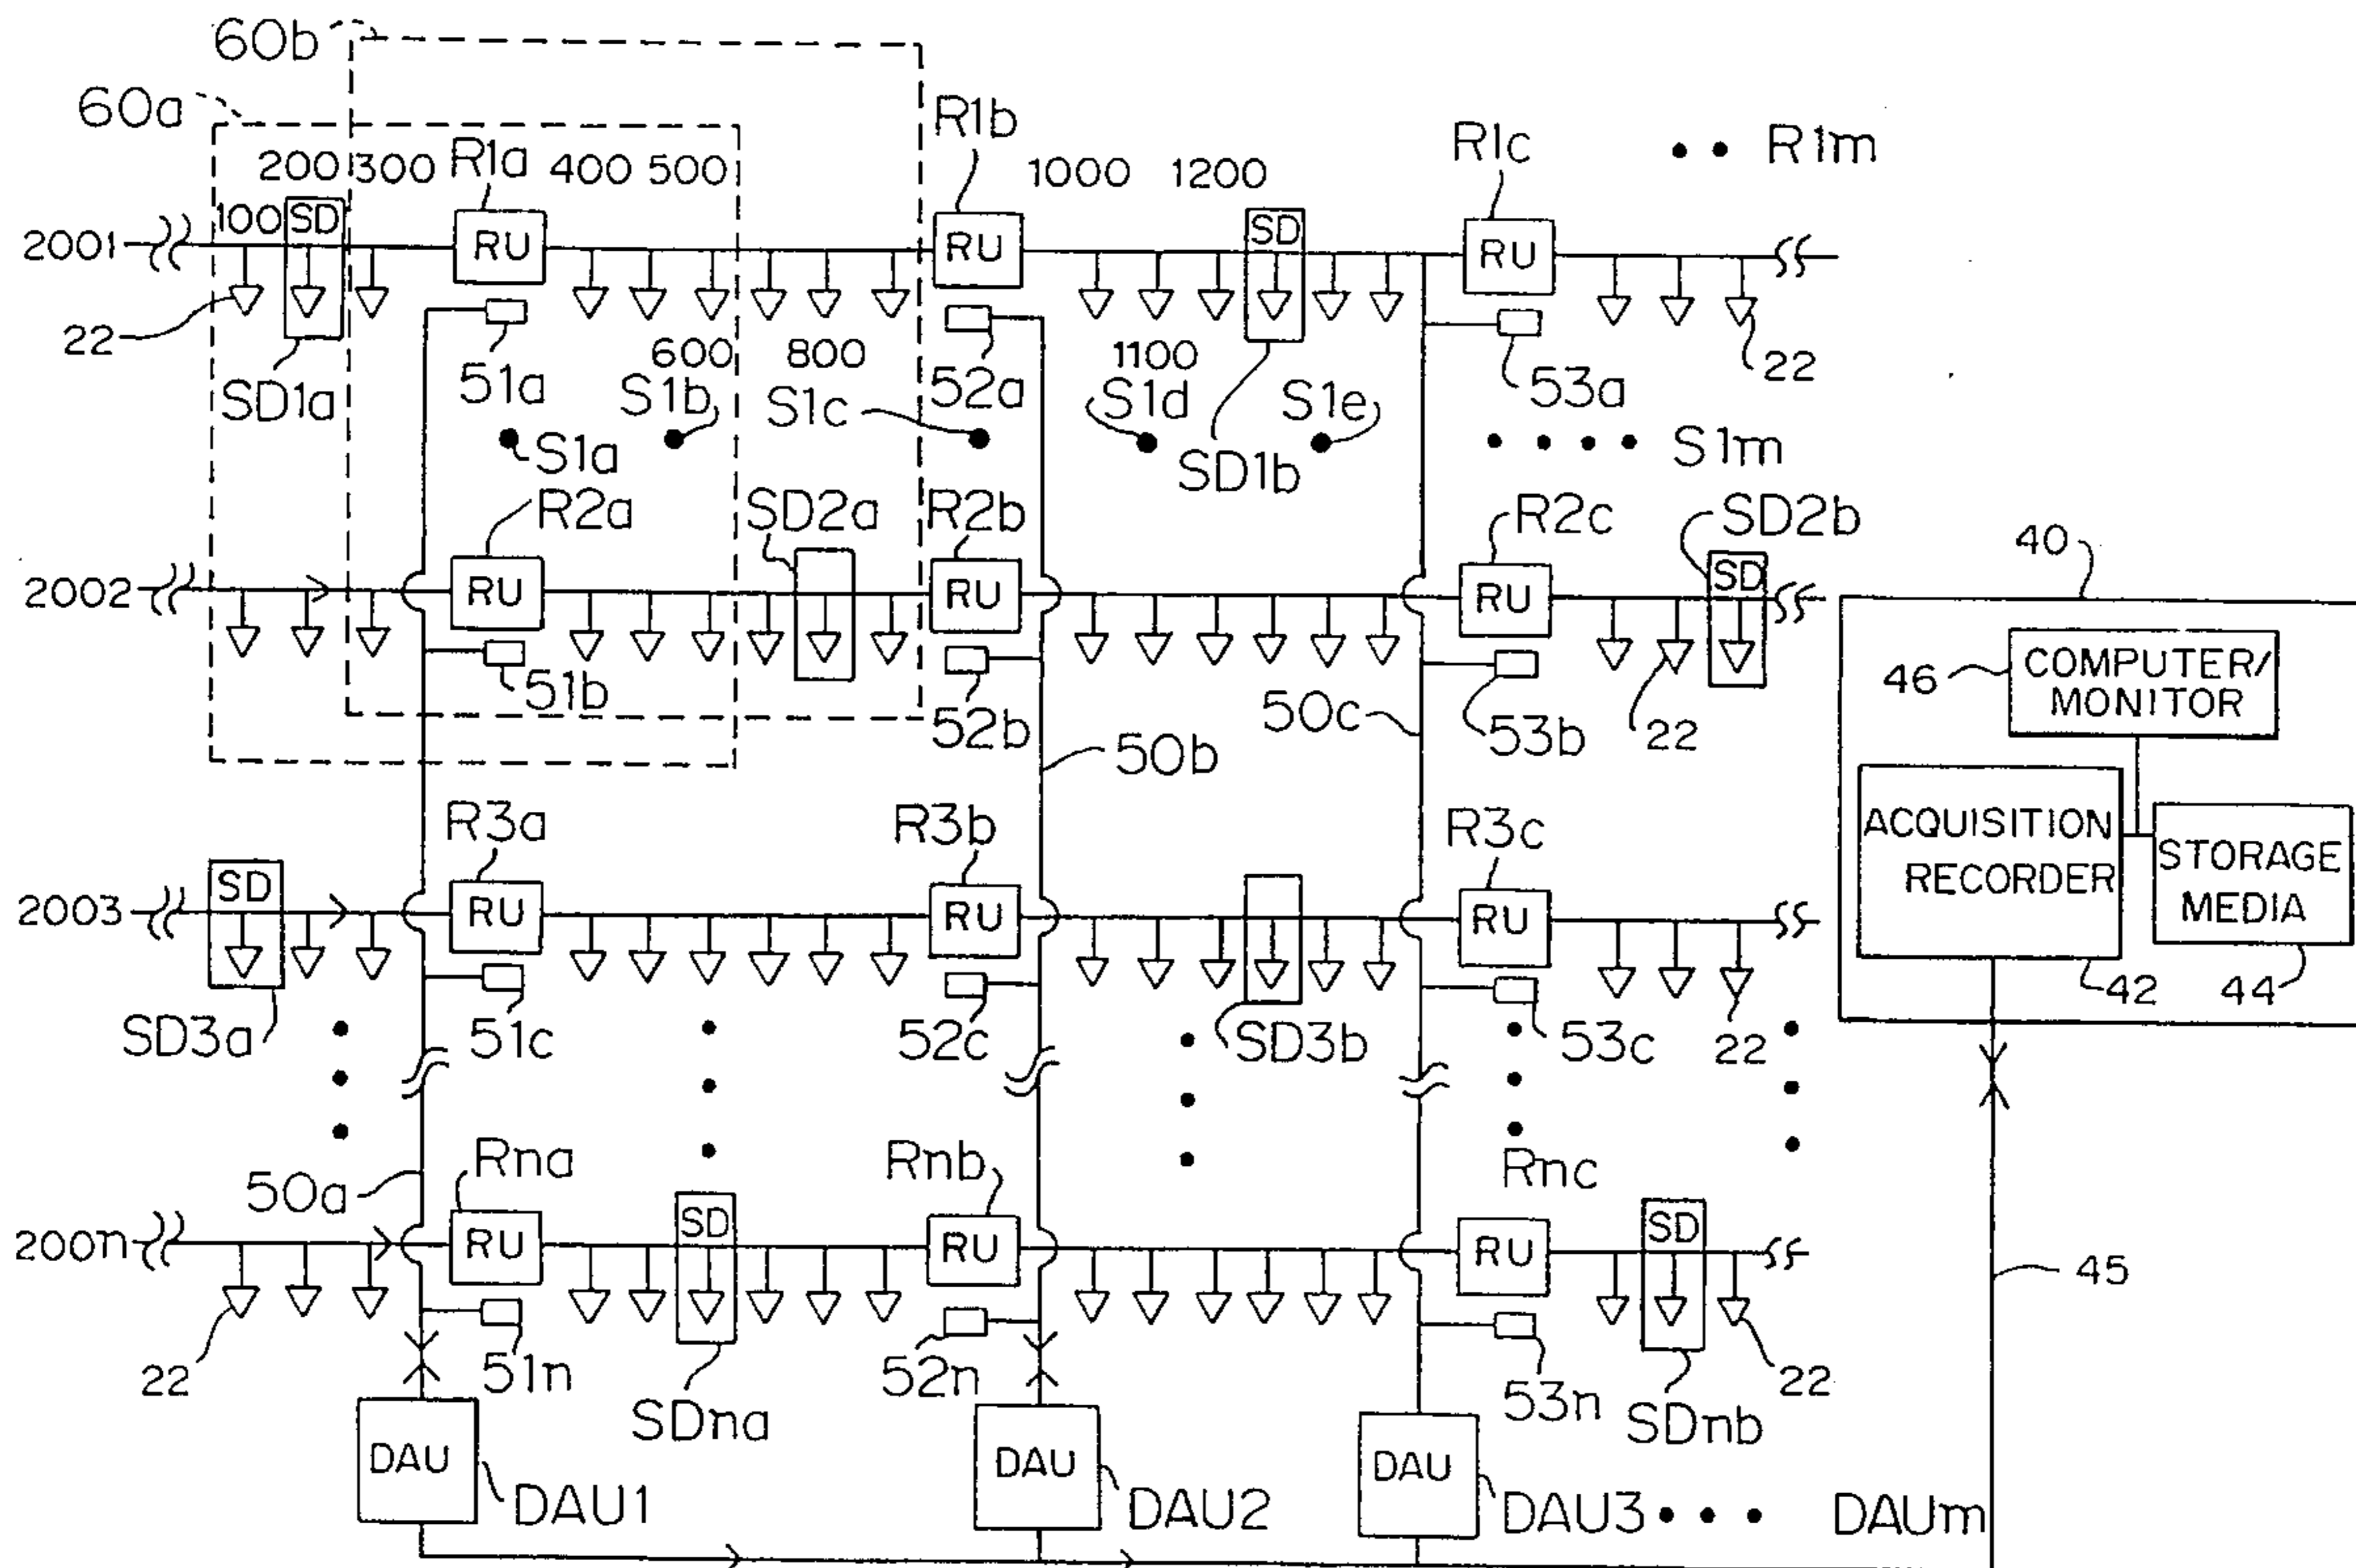 60b
60a
R1b
R1c
R1m
200 300 R1a 400 500
1000 1200
100 SD
SD
2001
RU
RU
RU
22
600
800
1100
22
SD1a
51a
S1b
S1c
52a
S1d
S1e
53a
S1a
SD1b
S1m
R2a
SD2a
R2b
R2c
SD2b
40
2002
RU
RU
RU
SD
46
COMPUTER/
MONITOR
51b
52b
50c
53b
22
50b
R3a
R3b
R3c
ACQUISITION
RECORDER
STORAGE
MEDIA
2003
SD
RU
RU
RU
42
44
SD3a
51c
52c
SD3b
53c
22
50a
Rna
Rnb
Rnc
200n
RU
SD
RU
RU
SD
45
22
51n
52n
53n
22
SDna
SDnb
DAU
DAU
DAU
DAU1
DAU2
DAU3
DAUm